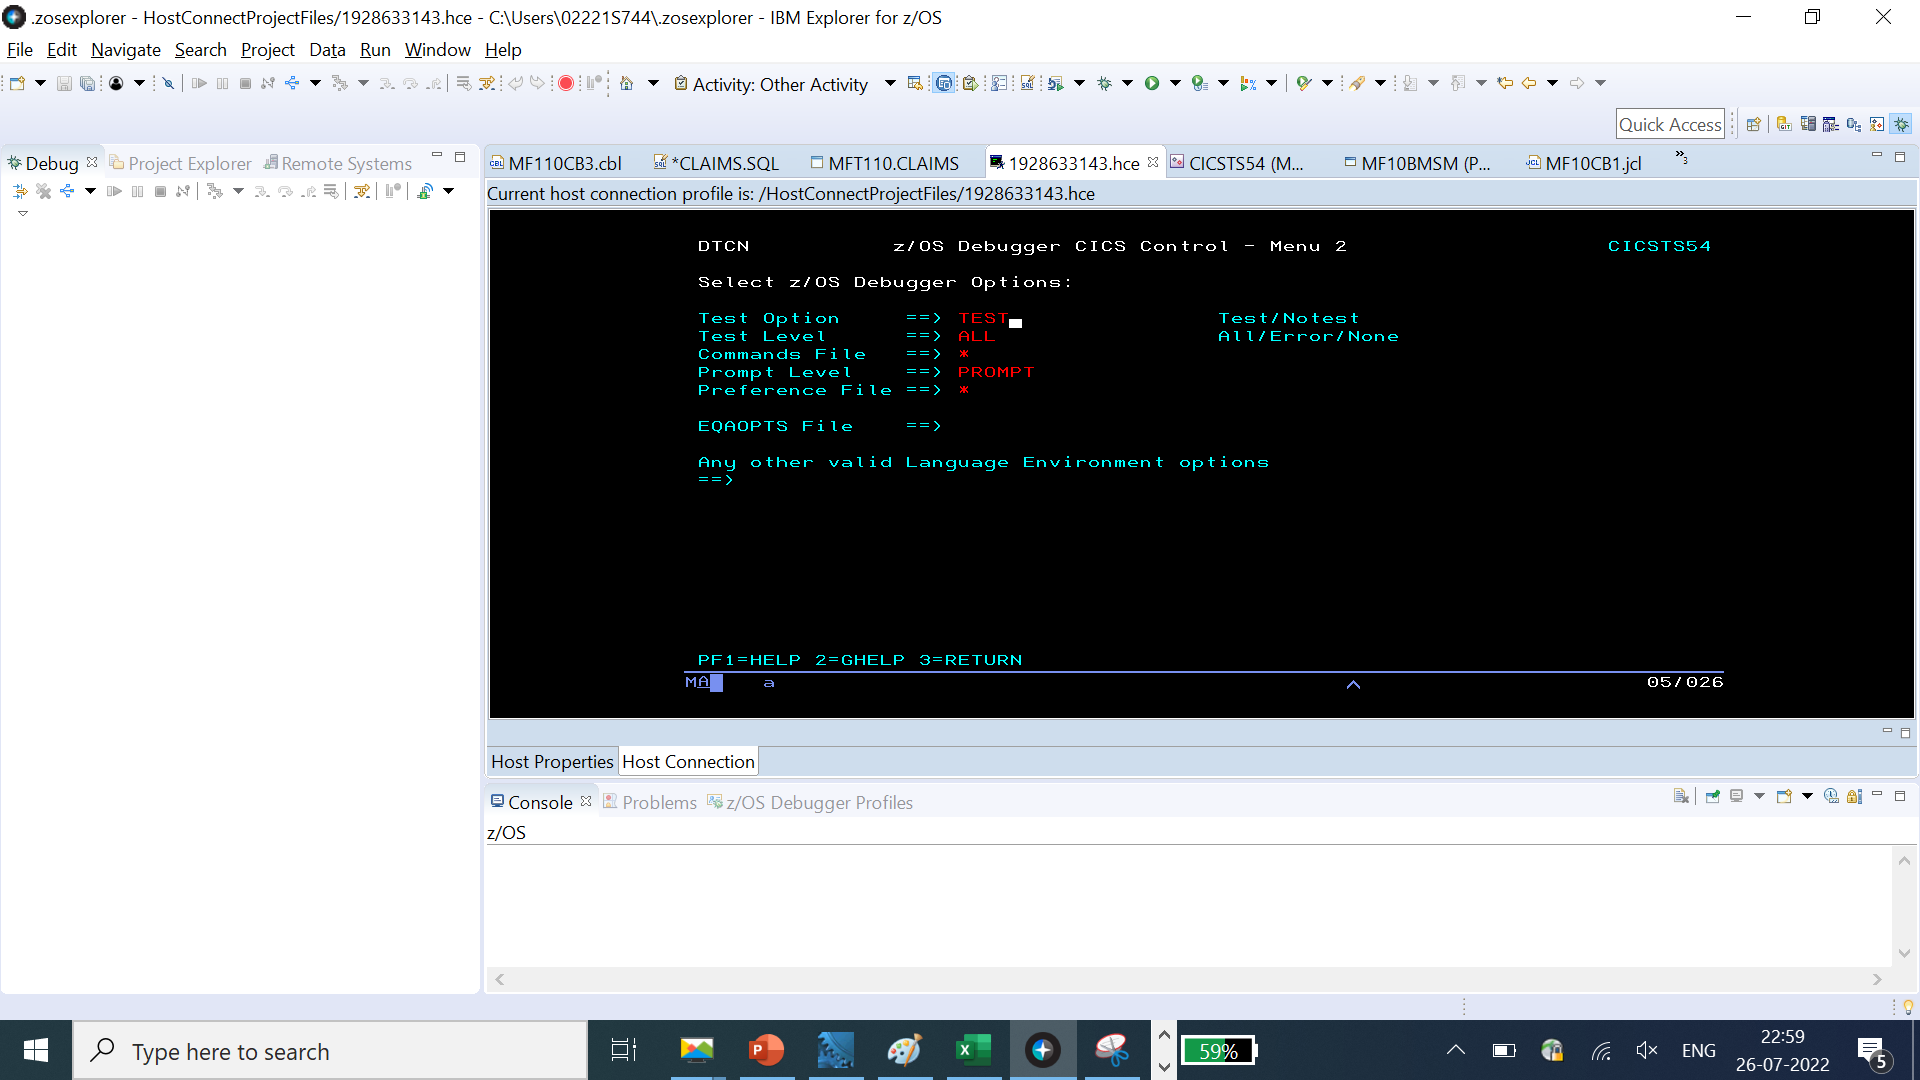 .zosexplorer - HostConnectProjectFiles/1928633143.hce - C:\Users\02221S744\.zosexplorer - IBM Explorer for z/OS
File Edit Navigate Search Project Data Run Window Help
Activity: Other Activity
Quick Access
Debug Project Explorer Remote Systems
MF110CB3.cbl *CLAIMS.SQL MFT110.CLAIMS 1928633143.hce CICSTS54 (M... MF10BMSM (P... MF10CB1.jcl »3
Current host connection profile is: /HostConnectProjectFiles/1928633143.hce
DTCN z/OS Debugger CICS Control - Menu 2 CICSTS54
Select z/OS Debugger Options:
Test Option ==> TEST Test/Notest
Test Level ==> ALL All/Error/None
Commands File ==> *
Prompt Level ==> PROMPT
Preference File ==> *
EQAOPTS File ==>
Any other valid Language Environment options
==>
PF1=HELP 2=GHELP 3=RETURN
MA a 05/026
Host Properties Host Connection
Console Problems z/OS Debugger Profiles
z/OS
Type here to search
59%
ENG
22:59
26-07-2022
5